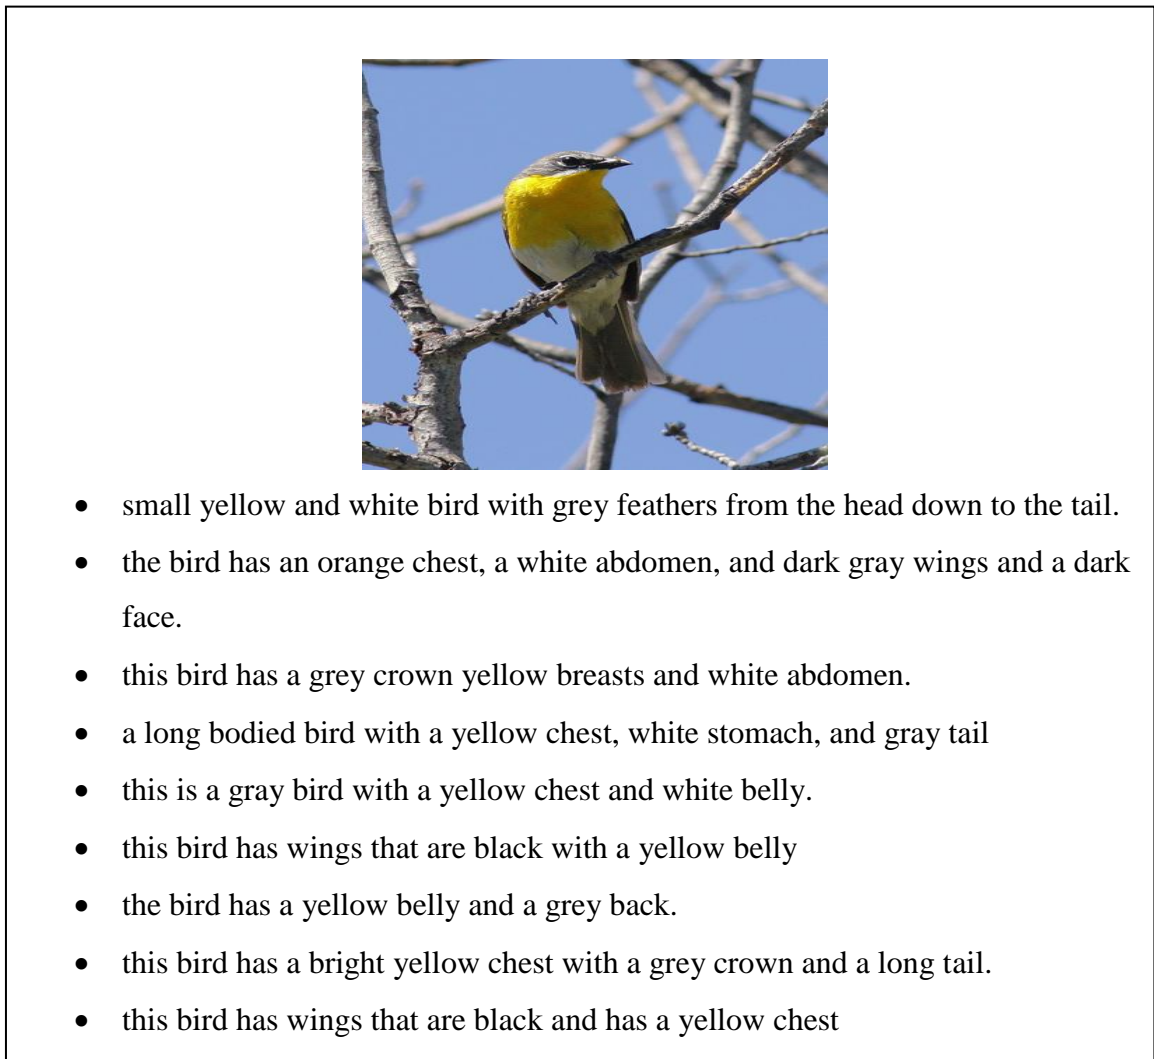 • small yellow and white bird with grey feathers from the head down to the tail.
• the bird has an orange chest, a white abdomen, and dark gray wings and a dark
face.
• this bird has a grey crown yellow breasts and white abdomen.
• a long bodied bird with a yellow chest, white stomach, and gray tail
• this is a gray bird with a yellow chest and white belly.
• this bird has wings that are black with a yellow belly
• the bird has a yellow belly and a grey back.
• this bird has a bright yellow chest with a grey crown and a long tail.
• this bird has wings that are black and has a yellow chest